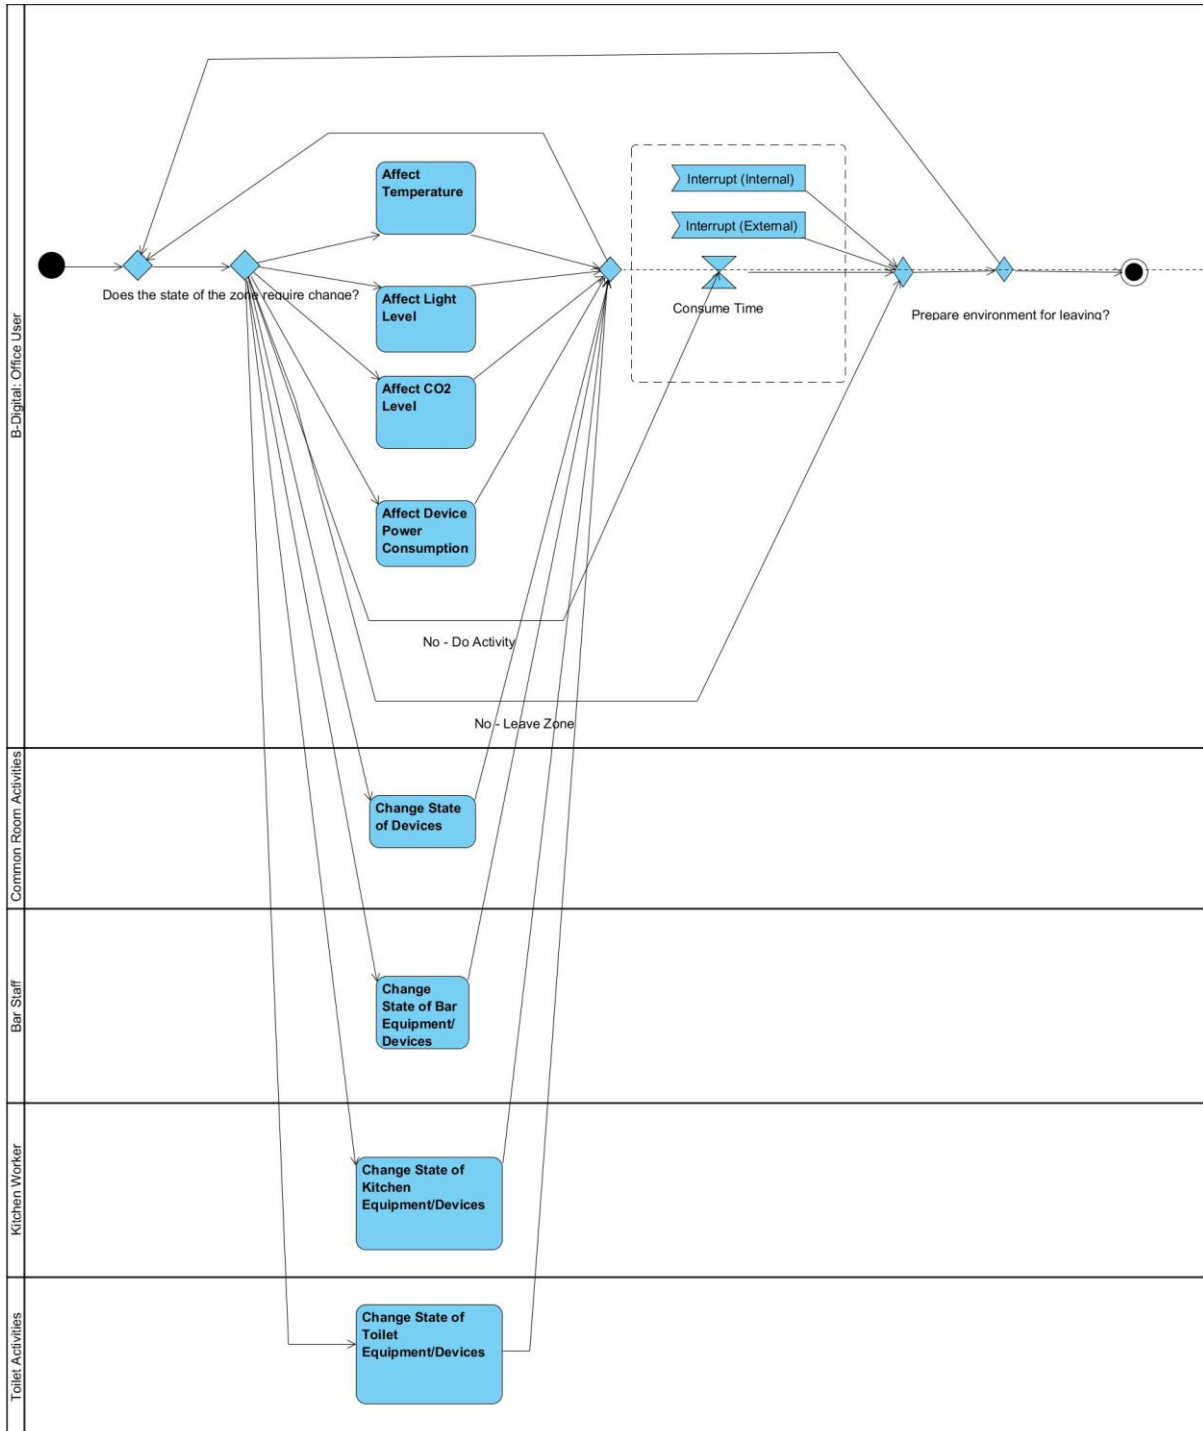 B-Digital: Office User
Affect
Temperature
Interrupt (Internal)
Interrupt (External)
Does the state of the zone require change?
Affect Light
Level
Consume Time
Prepare environment for leaving?
Affect CO2
Level
Affect Device
Power
Consumption
No - Do Activity
No - Leave Zone
Common Room Activities
Change State
of Devices
Bar Staff
Change
State of Bar
Equipment/
Devices
Kitchen Worker
Change State of
Kitchen
Equipment/Devices
Toilet Activities
Change State of
Toilet
Equipment/Devices